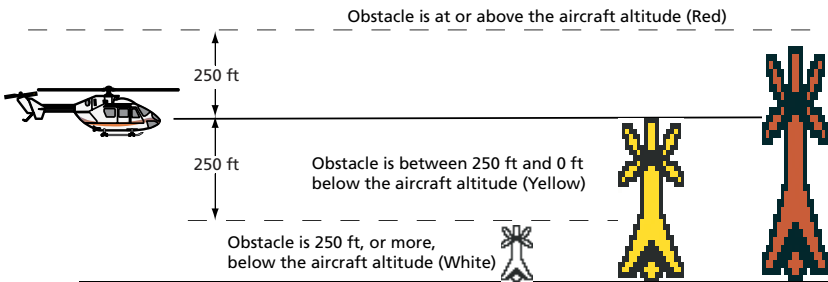 Obstacle is at or above the aircraft altitude (Red)
250 ft
250 ft
Obstacle is between 250 ft and 0 ft
below the aircraft altitude (Yellow)
Obstacle is 250 ft, or more,
below the aircraft altitude (White)